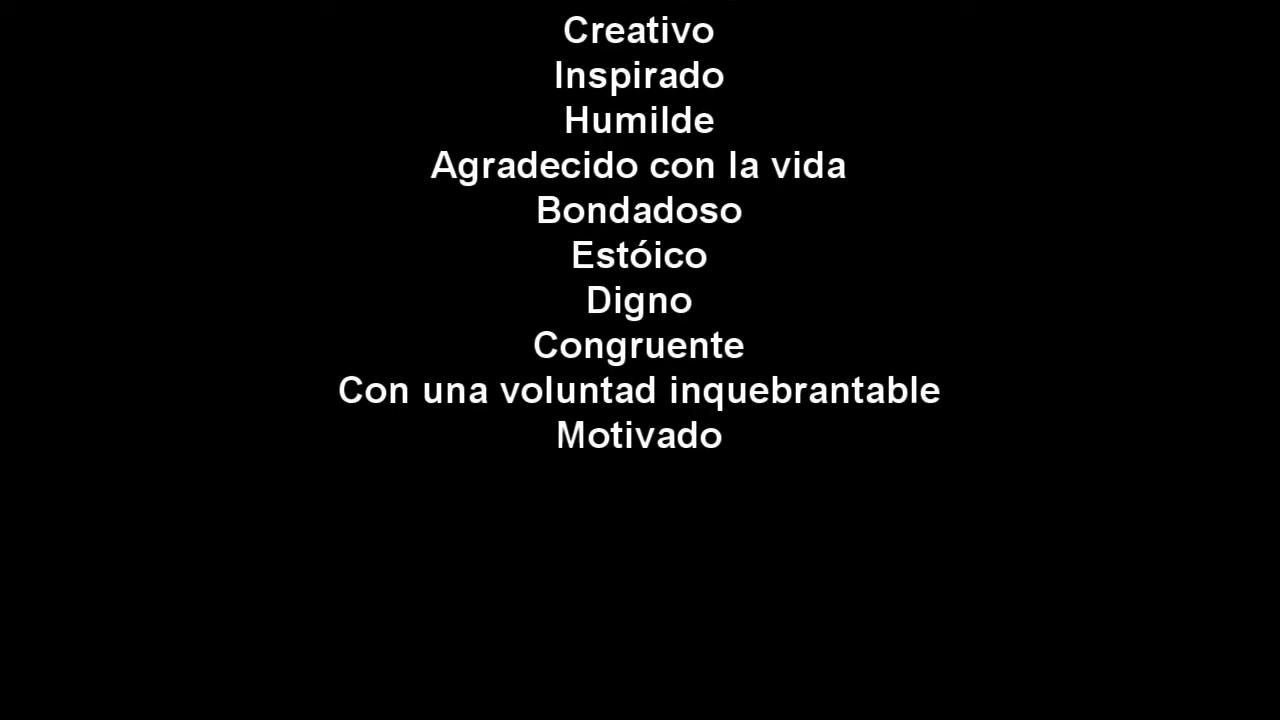 Creativo
Inspirado
Humilde
Agradecido con la vida
Bondadoso
Estóico
Digno
Congruente
Con una voluntad inquebrantable
Motivado